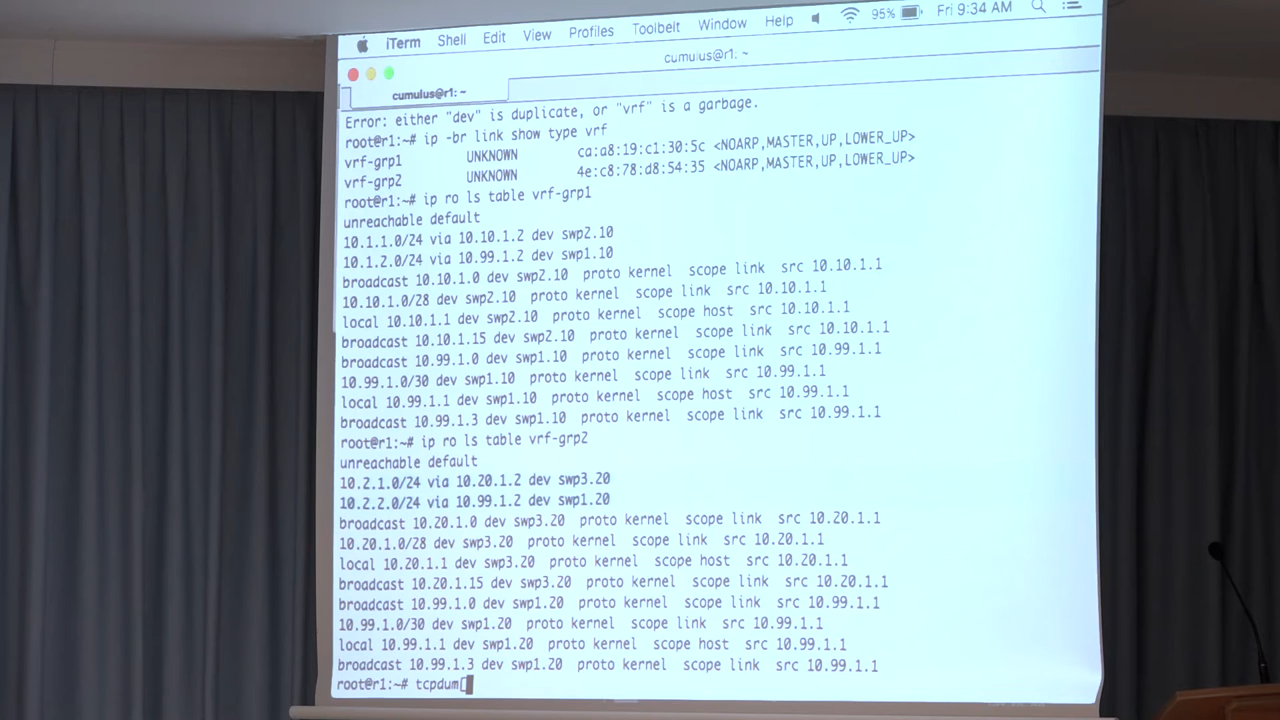 iTerm Shell Edit View Profiles Toolbelt Window Help 95% Fri 9:34 AM
cumulus@r1: ~
cumulus@r1: ~
Error: either "dev" is duplicate, or "vrf" is a garbage.
root@r1:~# ip -br link show type vrf
vrf-grp1 UNKNOWN ca:a8:19:c1:30:5c <NOARP,MASTER,UP,LOWER_UP>
vrf-grp2 UNKNOWN 4e:c8:78:d8:54:35 <NOARP,MASTER,UP,LOWER_UP>
root@r1:~# ip ro ls table vrf-grp1
unreachable default
10.1.1.0/24 via 10.10.1.2 dev swp2.10
10.1.2.0/24 via 10.99.1.2 dev swp1.10
broadcast 10.10.1.0 dev swp2.10 proto kernel scope link src 10.10.1.1
10.10.1.0/28 dev swp2.10 proto kernel scope link src 10.10.1.1
local 10.10.1.1 dev swp2.10 proto kernel scope host src 10.10.1.1
broadcast 10.10.1.15 dev swp2.10 proto kernel scope link src 10.10.1.1
broadcast 10.99.1.0 dev swp1.10 proto kernel scope link src 10.99.1.1
10.99.1.0/30 dev swp1.10 proto kernel scope link src 10.99.1.1
local 10.99.1.1 dev swp1.10 proto kernel scope host src 10.99.1.1
broadcast 10.99.1.3 dev swp1.10 proto kernel scope link src 10.99.1.1
root@r1:~# ip ro ls table vrf-grp2
unreachable default
10.2.1.0/24 via 10.20.1.2 dev swp3.20
10.2.2.0/24 via 10.99.1.2 dev swp1.20
broadcast 10.20.1.0 dev swp3.20 proto kernel scope link src 10.20.1.1
10.20.1.0/28 dev swp3.20 proto kernel scope link src 10.20.1.1
local 10.20.1.1 dev swp3.20 proto kernel scope host src 10.20.1.1
broadcast 10.20.1.15 dev swp3.20 proto kernel scope link src 10.20.1.1
broadcast 10.99.1.0 dev swp1.20 proto kernel scope link src 10.99.1.1
10.99.1.0/30 dev swp1.20 proto kernel scope link src 10.99.1.1
local 10.99.1.1 dev swp1.20 proto kernel scope host src 10.99.1.1
broadcast 10.99.1.3 dev swp1.20 proto kernel scope link src 10.99.1.1
root@r1:~# tcpdum